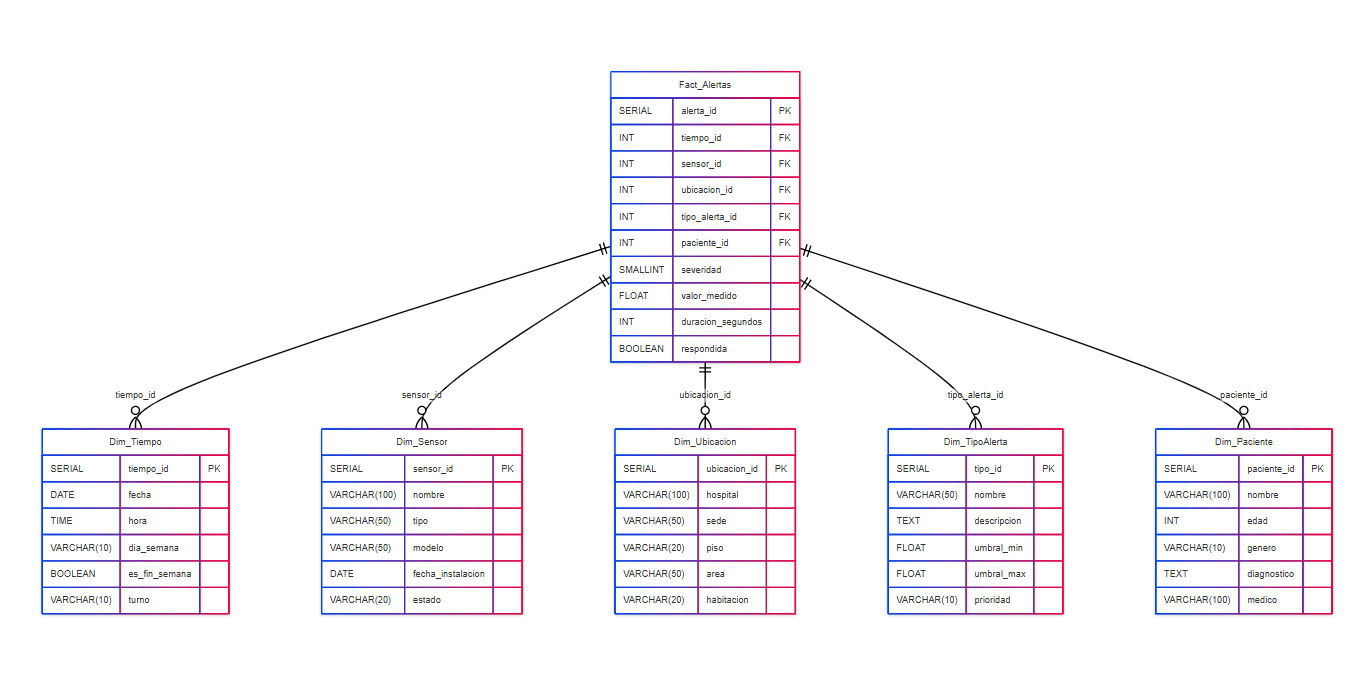 Fact_Alertas
SERIAL alerta_id PK
INT tiempo_id FK
INT sensor_id FK
INT ubicacion_id FK
INT tipo_alerta_id FK
INT paciente_id FK
SMALLINT severidad
FLOAT valor_medido
INT duracion_segundos
BOOLEAN respondida
tiempo_id
sensor_id
ubicacion_id
tipo_alerta_id
paciente_id
Dim_Tiempo
SERIAL tiempo_id PK
DATE fecha
TIME hora
VARCHAR(10) dia_semana
BOOLEAN es_fin_semana
VARCHAR(10) turno
Dim_Sensor
SERIAL sensor_id PK
VARCHAR(100) nombre
VARCHAR(50) tipo
VARCHAR(50) modelo
DATE fecha_instalacion
VARCHAR(20) estado
Dim_Ubicacion
SERIAL ubicacion_id PK
VARCHAR(100) hospital
VARCHAR(50) sede
VARCHAR(20) piso
VARCHAR(50) area
VARCHAR(20) habitacion
Dim_TipoAlerta
SERIAL tipo_id PK
VARCHAR(50) nombre
TEXT descripcion
FLOAT umbral_min
FLOAT umbral_max
VARCHAR(10) prioridad
Dim_Paciente
SERIAL paciente_id PK
VARCHAR(100) nombre
INT edad
VARCHAR(10) genero
TEXT diagnostico
VARCHAR(100) medico